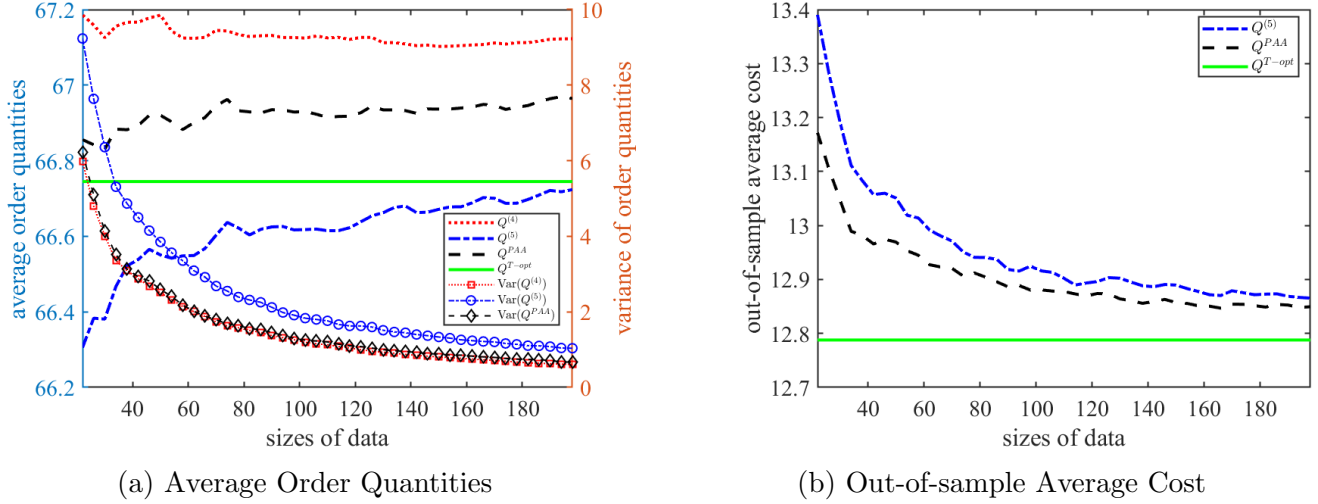 67.2
67
66.8
66.6
66.4
66.2
average order quantities
10
8
6
4
2
0
variance of order quantities
Q^(4)
Q^(5)
Q^PAA
Q^T-opt
Var(Q^(4))
Var(Q^(5))
Var(Q^PAA)
40 60 80 100 120 140 160 180
sizes of data
(a) Average Order Quantities
13.4
13.3
13.2
13.1
13
12.9
12.8
12.7
out-of-sample average cost
Q^(5)
Q^PAA
Q^T-opt
40 60 80 100 120 140 160 180
sizes of data
(b) Out-of-sample Average Cost